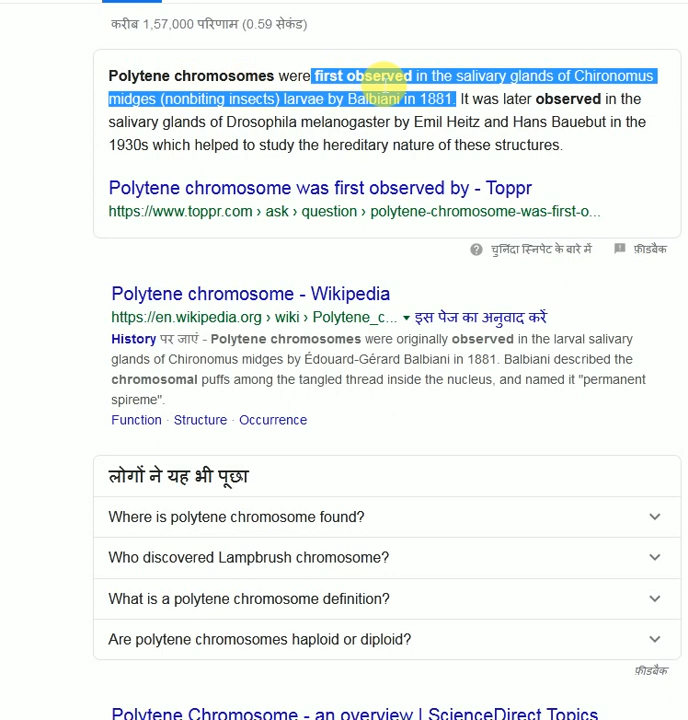 करीब 1,57,000 परिणाम (0.59 सेकंड)
Polytene chromosomes were first observed in the salivary glands of Chironomus
midges (nonbiting insects) larvae by Balbiani in 1881. It was later observed in the
salivary glands of Drosophila melanogaster by Emil Heitz and Hans Bauebut in the
1930s which helped to study the hereditary nature of these structures.
Polytene chromosome was first observed by - Toppr
https://www.toppr.com › ask › question › polytene-chromosome-was-first-o...
चुनिंदा स्निपेट के बारे में फ़ीडबैक
Polytene chromosome - Wikipedia
https://en.wikipedia.org › wiki › Polytene_c... ▾ इस पेज का अनुवाद करें
History पर जाएं - Polytene chromosomes were originally observed in the larval salivary
glands of Chironomus midges by Édouard-Gérard Balbiani in 1881. Balbiani described the
chromosomal puffs among the tangled thread inside the nucleus, and named it "permanent
spireme".
Function · Structure · Occurrence
लोगों ने यह भी पूछा
Where is polytene chromosome found?
Who discovered Lampbrush chromosome?
What is a polytene chromosome definition?
Are polytene chromosomes haploid or diploid?
फ़ीडबैक
Polytene Chromosome - an overview | ScienceDirect Topics